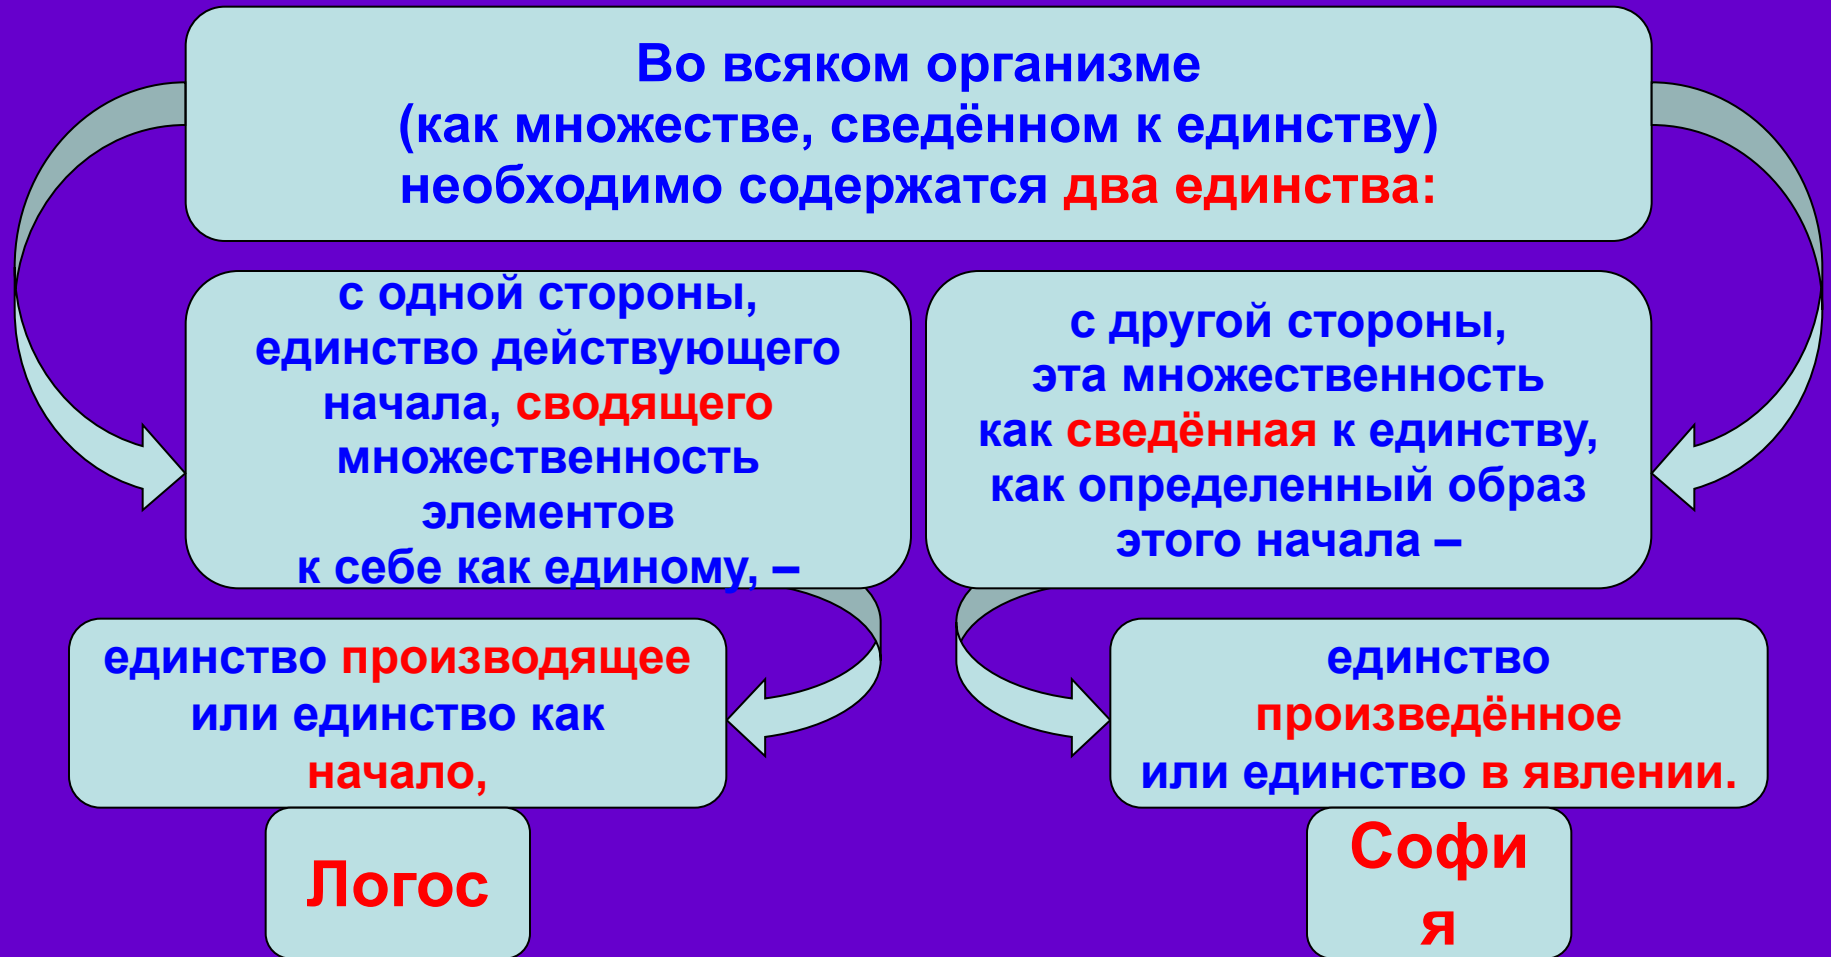 Во всяком организме
(как множестве, сведённом к единству)
необходимо содержатся два единства:
с одной стороны,
единство действующего
начала, сводящего
множественность
элементов
к себе как единому, –
с другой стороны,
эта множественность
как сведённая к единству,
как определенный образ
этого начала –
единство производящее
или единство как
начало,
единство
произведённое
или единство в явлении.
Логос
Софи
я